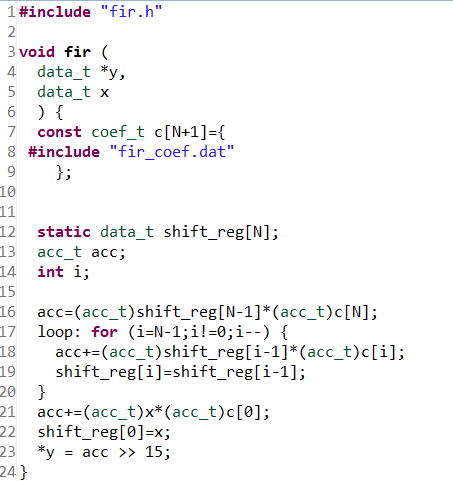 1 #include "fir.h"
2
3 void fir (
4   data_t *y,
5   data_t x
6   ) {
7   const coef_t c[N+1]={
8  #include "fir_coef.dat"
9     };
10
11
12   static data_t shift_reg[N];
13   acc_t acc;
14   int i;
15
16   acc=(acc_t)shift_reg[N-1]*(acc_t)c[N];
17   loop: for (i=N-1;i!=0;i--) {
18     acc+=(acc_t)shift_reg[i-1]*(acc_t)c[i];
19     shift_reg[i]=shift_reg[i-1];
20   }
21   acc+=(acc_t)x*(acc_t)c[0];
22   shift_reg[0]=x;
23   *y = acc >> 15;
24 }